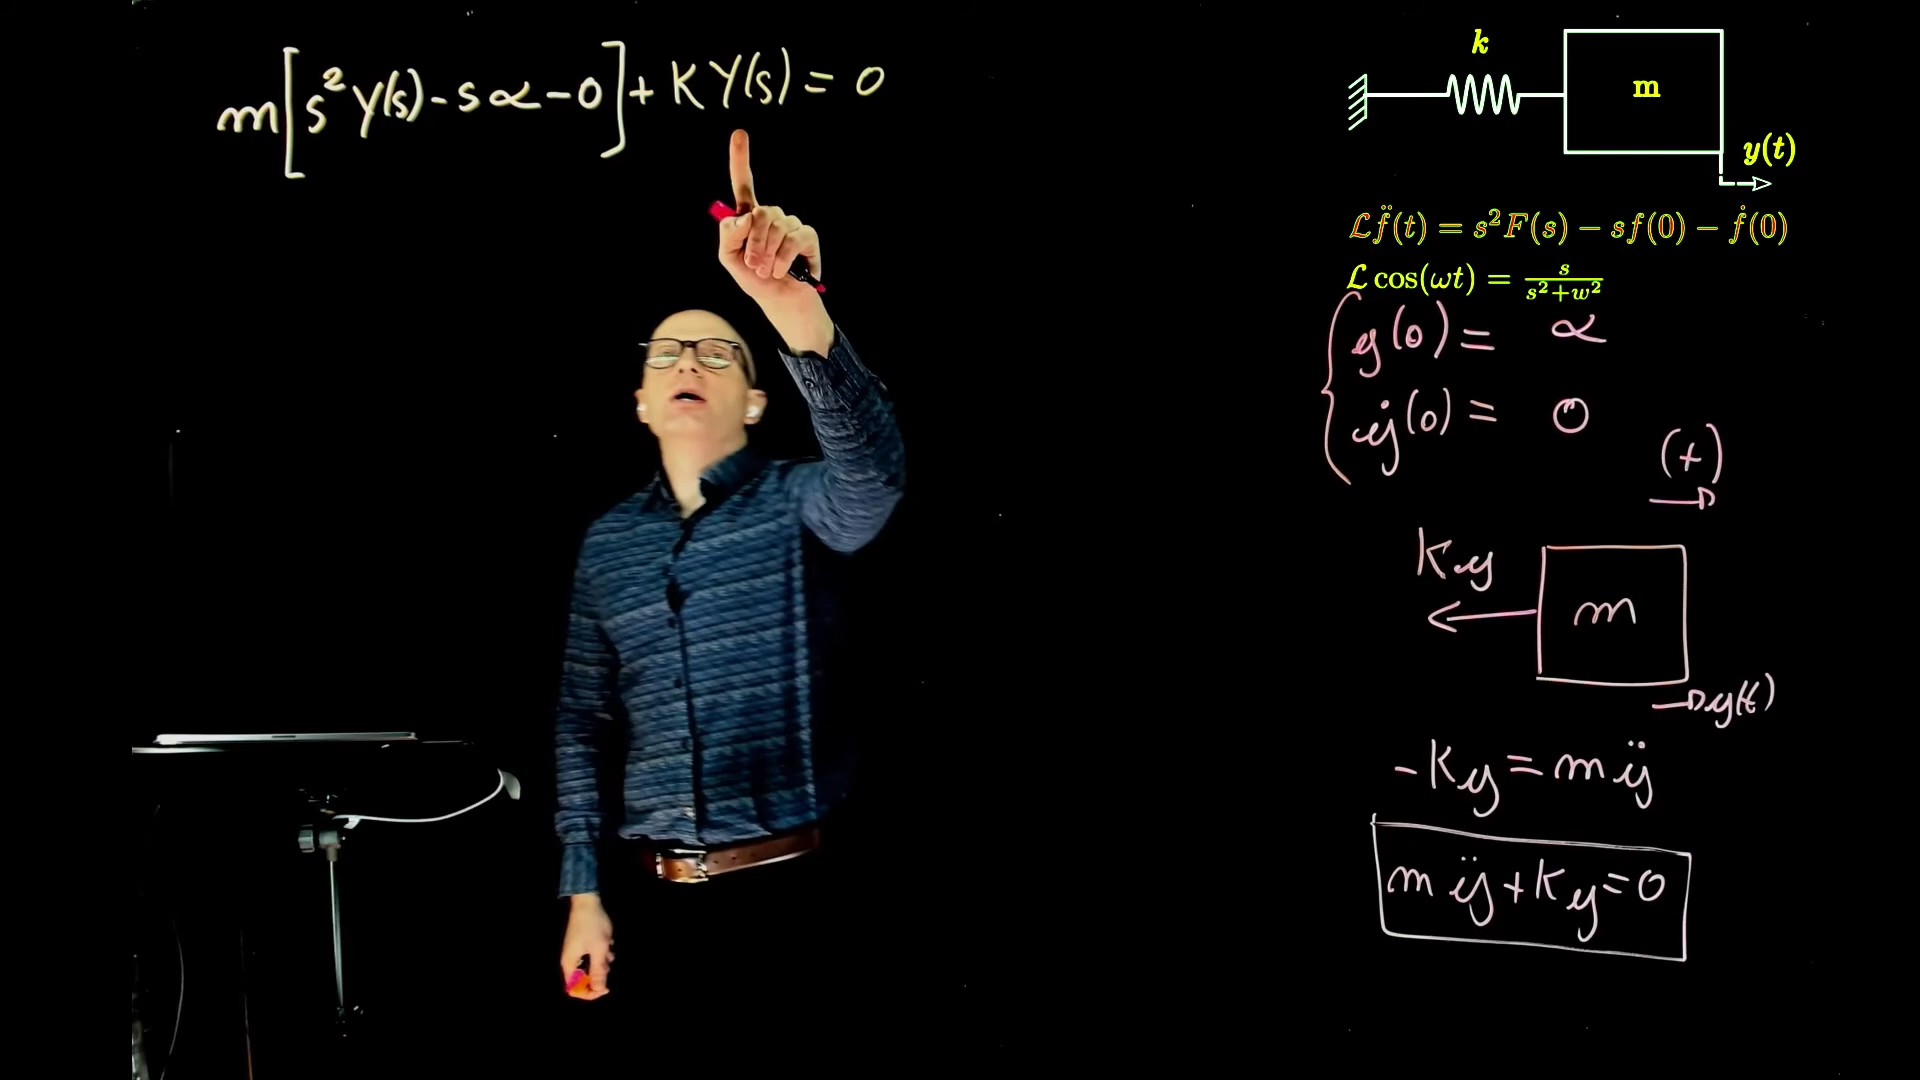 m[s²Y(s)-sα-0]+KY(s)=0
k
m
y(t)
ℒf̈(t) = s²F(s) − sf(0) − ḟ(0)
ℒcos(ωt) = s/(s²+w²)
y(0) = α
ẏ(0) = 0
(+)
Ky
m
y(t)
-Ky=mÿ
mÿ+Ky=0